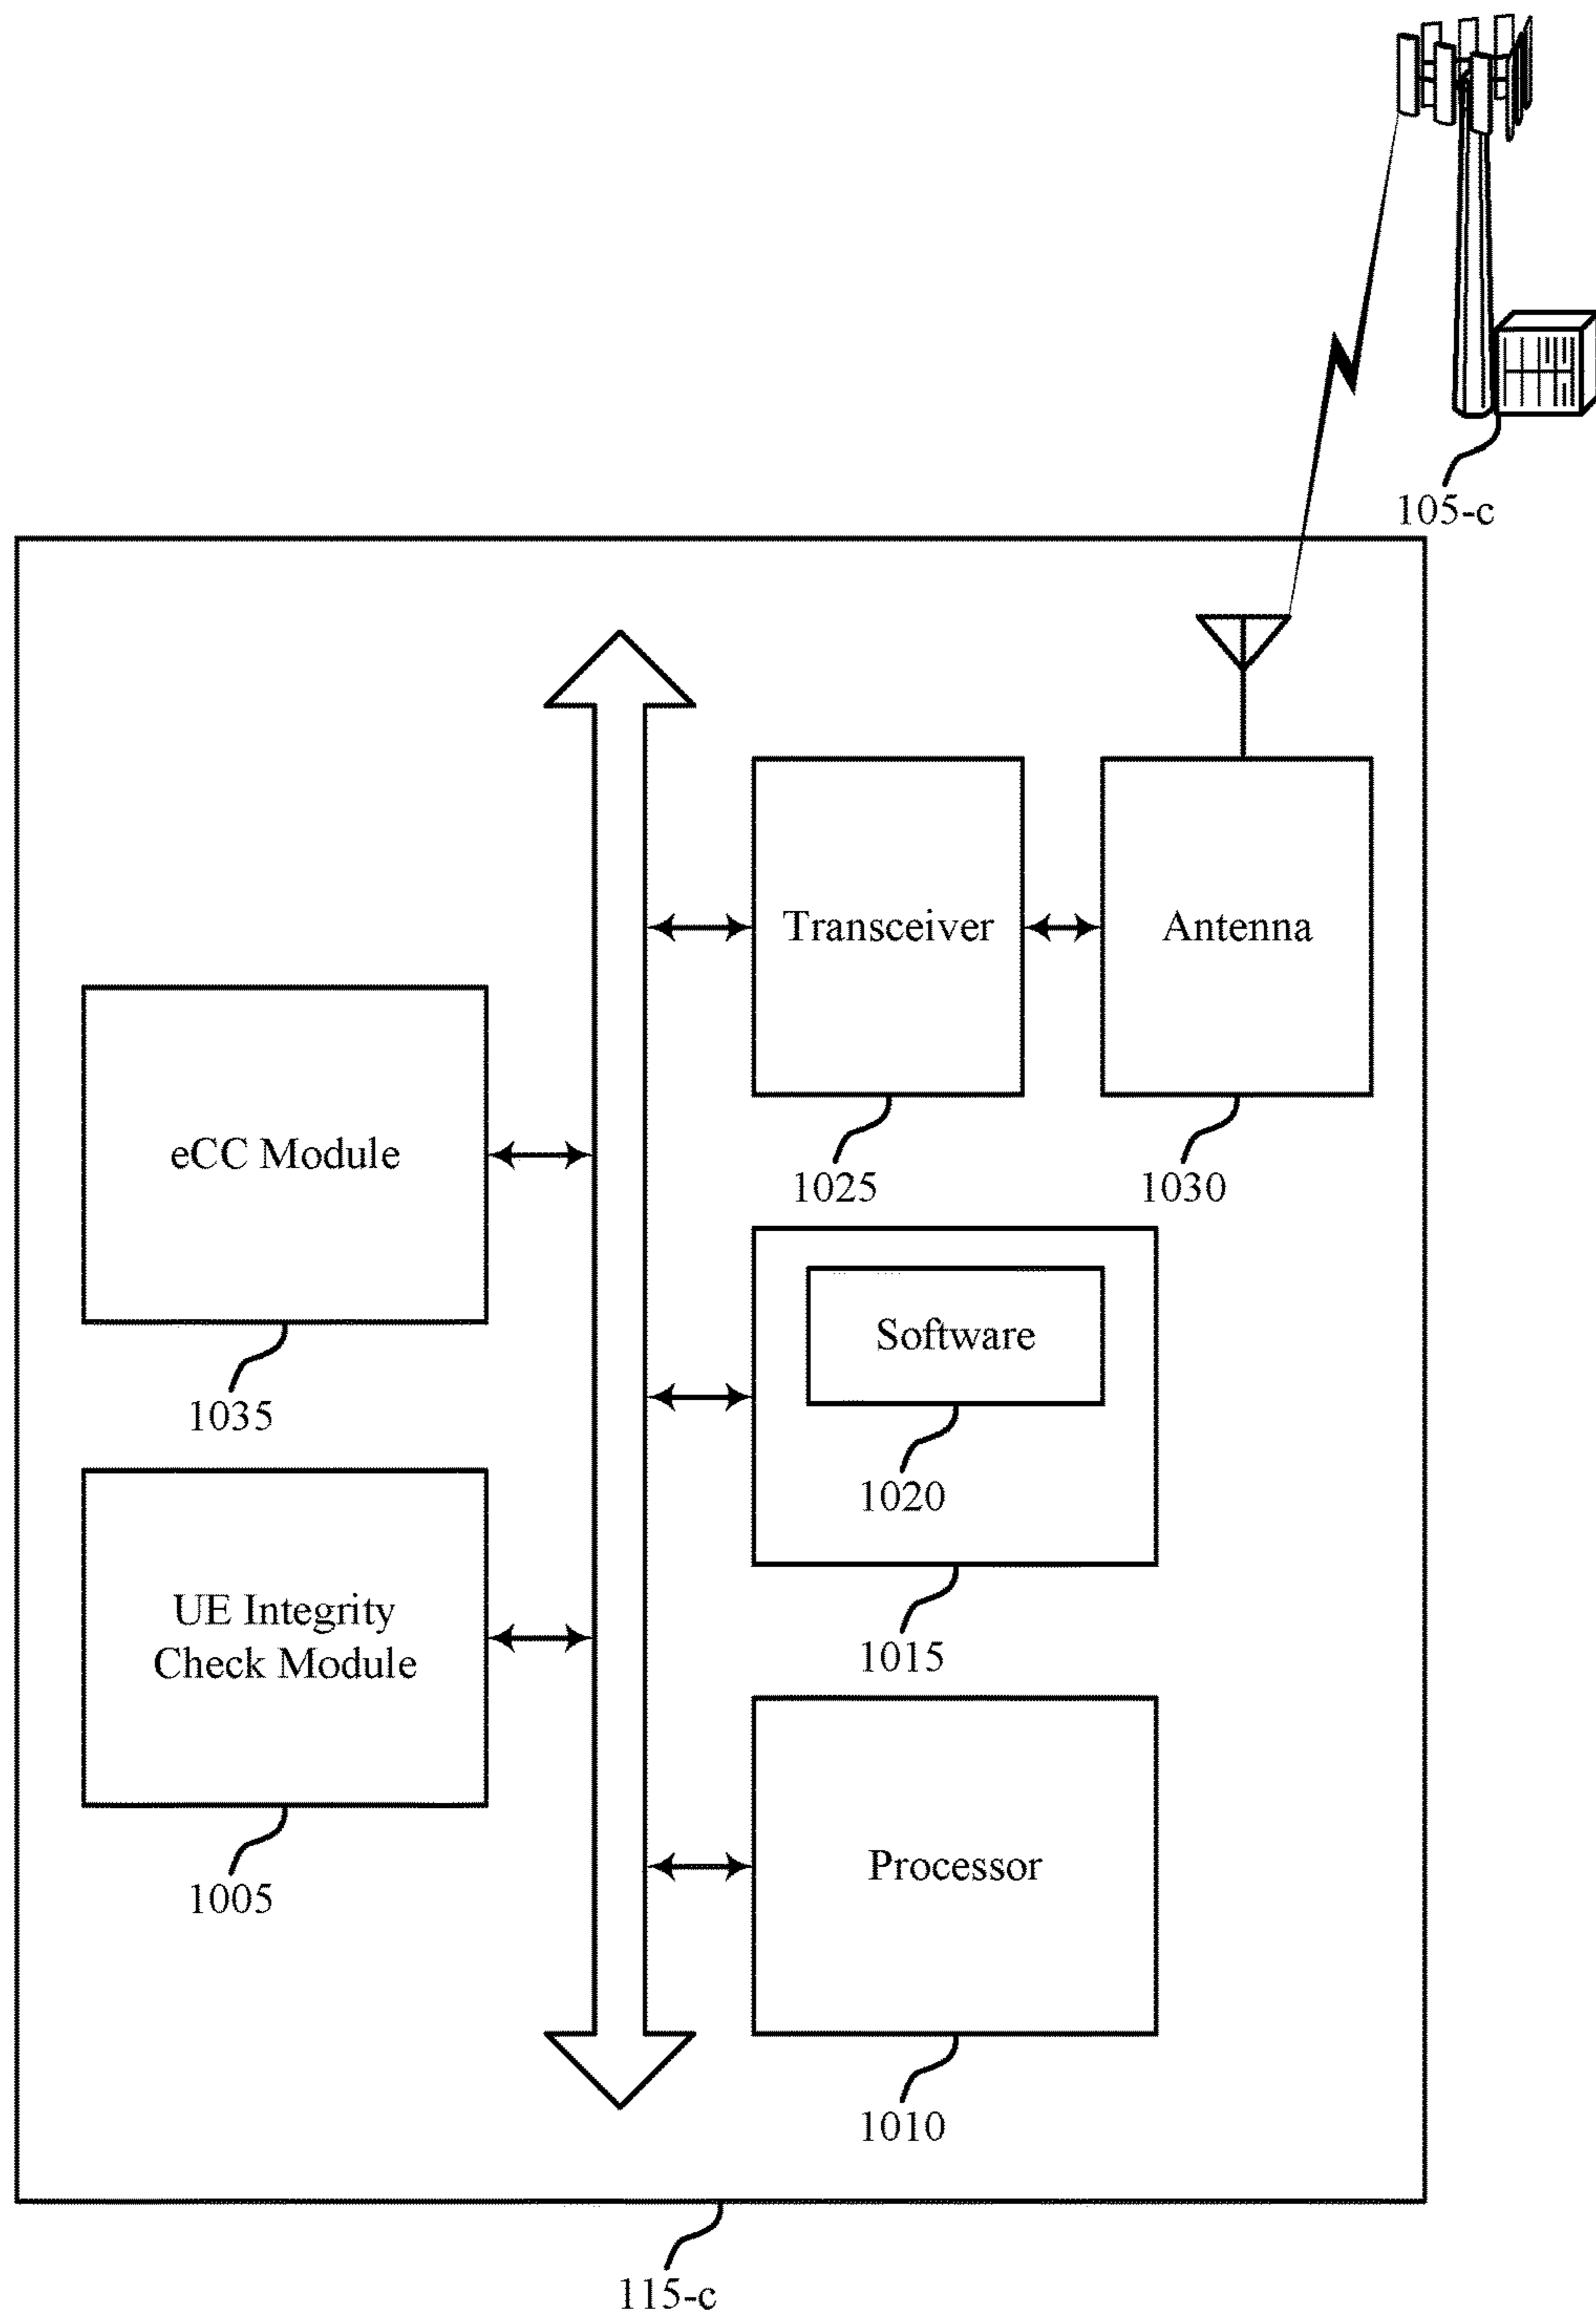 105-c
Transceiver
Antenna
1025
1030
eCC Module
1035
Software
1020
1015
UE Integrity
Check Module
1005
Processor
1010
115-c